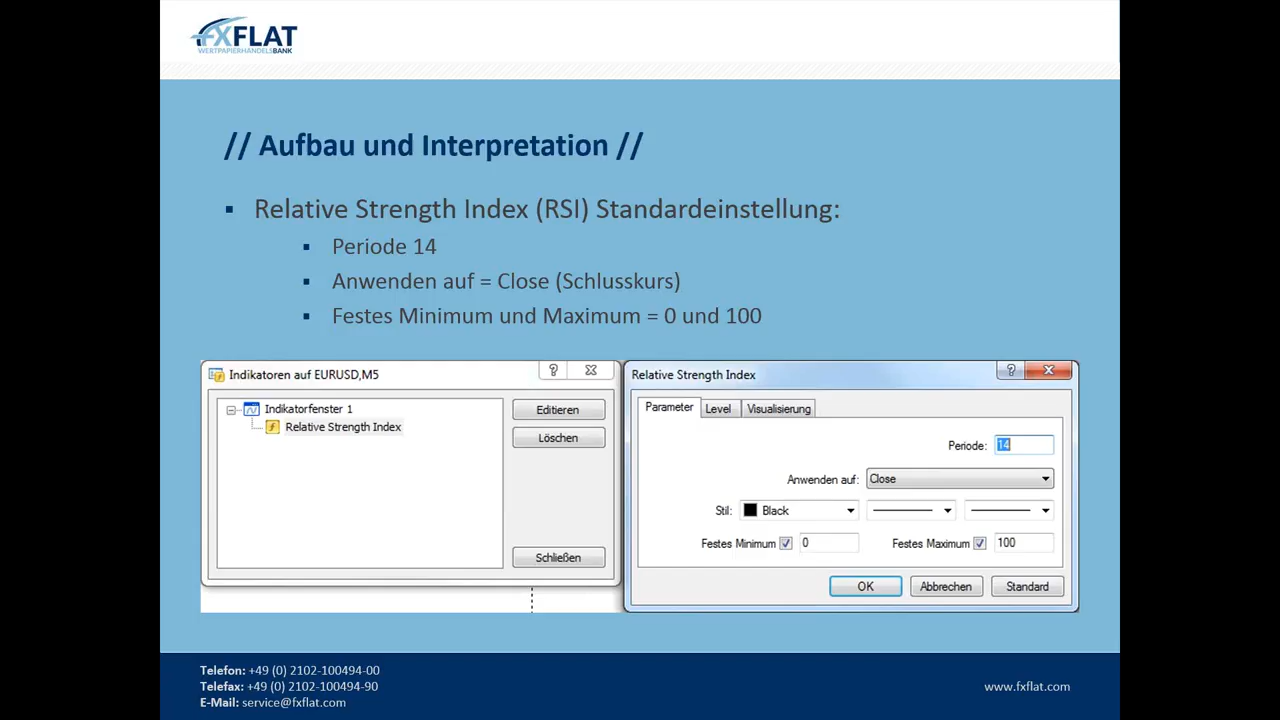 FXFLAT
WERTPAPIERHANDELSBANK
// Aufbau und Interpretation //
Relative Strength Index (RSI) Standardeinstellung:
Periode 14
Anwenden auf = Close (Schlusskurs)
Festes Minimum und Maximum = 0 und 100
Indikatoren auf EURUSD,M5
Indikatorfenster 1
Relative Strength Index
Editieren
Löschen
Schließen
Relative Strength Index
Parameter Level Visualisierung
Periode: 14
Anwenden auf: Close
Stil: Black
Festes Minimum 0 Festes Maximum 100
OK Abbrechen Standard
Telefon: +49 (0) 2102-100494-00
Telefax: +49 (0) 2102-100494-90
E-Mail: service@fxflat.com
www.fxflat.com